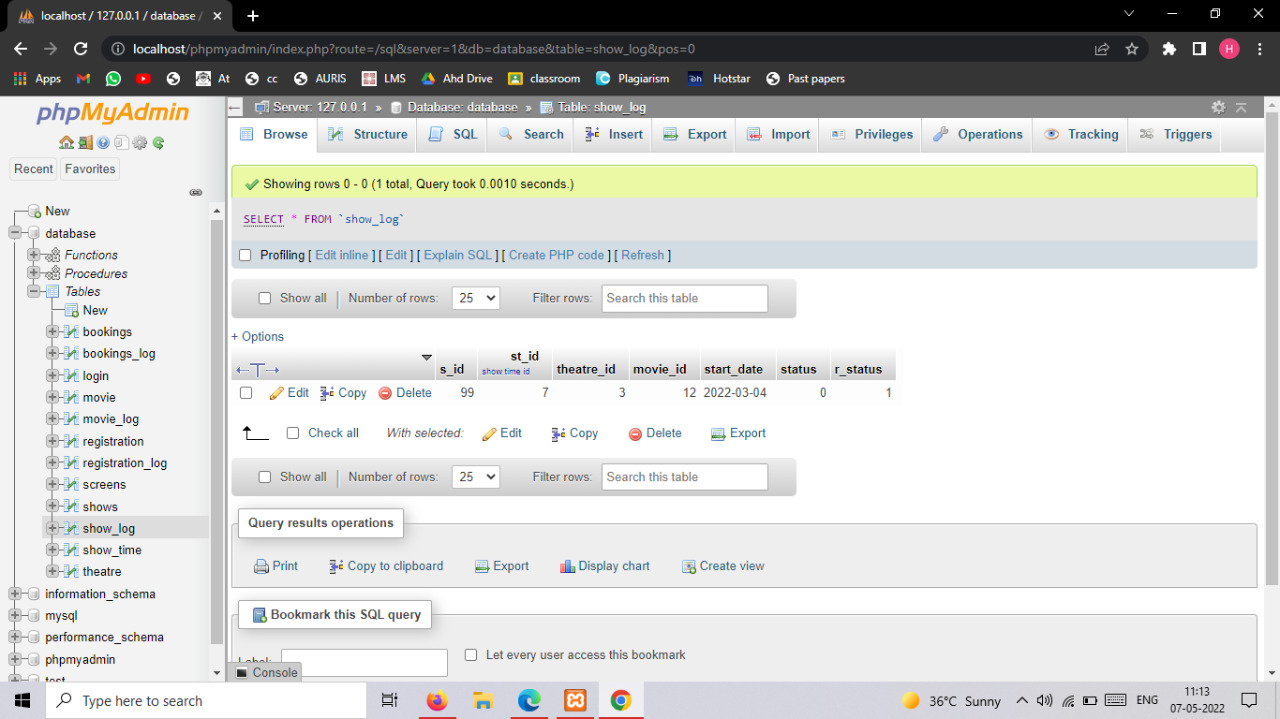 localhost / 127.0.0.1 / database /
localhost/phpmyadmin/index.php?route=/sql&server=1&db=database&table=show_log&pos=0
H
Apps At cc AURIS LMS Ahd Drive classroom Plagiarism Hotstar Past papers
phpMyAdmin
Recent Favorites
New
database
Functions
Procedures
Tables
New
bookings
bookings_log
login
movie
movie_log
registration
registration_log
screens
shows
show_log
show_time
theatre
information_schema
mysql
performance_schema
phpmyadmin
test
Server: 127.0.0.1 » Database: database » Table: show_log
Browse Structure SQL Search Insert Export Import Privileges Operations Tracking Triggers
Showing rows 0 - 0 (1 total, Query took 0.0010 seconds.)
SELECT * FROM `show_log`
Profiling [ Edit inline ] [ Edit ] [ Explain SQL ] [ Create PHP code ] [ Refresh ]
Show all Number of rows: 25 Filter rows: Search this table
+ Options
s_id st_id show time id theatre_id movie_id start_date status r_status
Edit Copy Delete 99 7 3 12 2022-03-04 0 1
Check all With selected: Edit Copy Delete Export
Show all Number of rows: 25 Filter rows: Search this table
Query results operations
Print Copy to clipboard Export Display chart Create view
Bookmark this SQL query
Label: Let every user access this bookmark
Console
Type here to search
36°C Sunny
ENG
11:13
07-05-2022